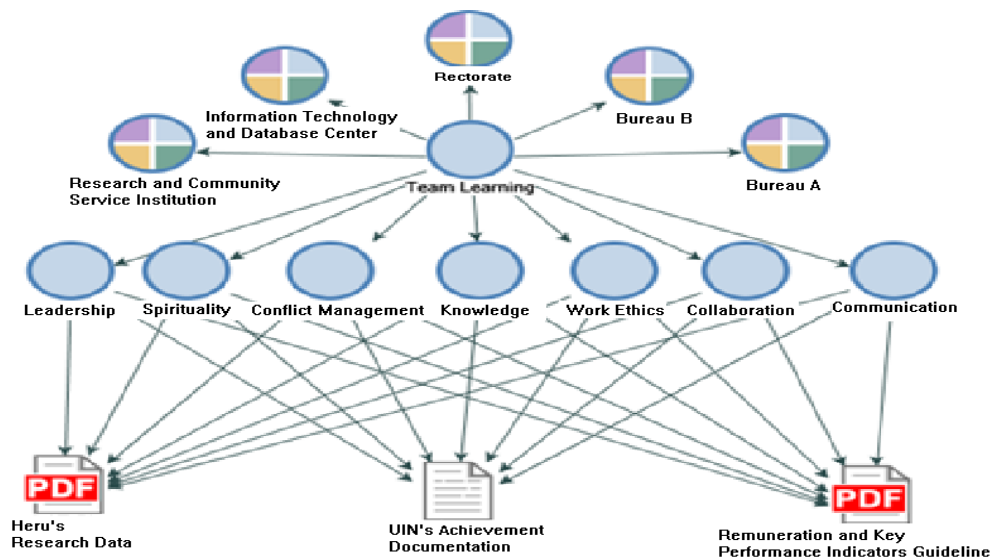 Rectorate
Information Technology
and Database Center
Bureau B
Research and Community
Service Institution
Team Learning
Bureau A
Leadership
Spirituality
Conflict Management
Knowledge
Work Ethics
Collaboration
Communication
PDF
PDF
Heru's
Research Data
UIN's Achievement
Documentation
Remuneration and Key
Performance Indicators Guideline